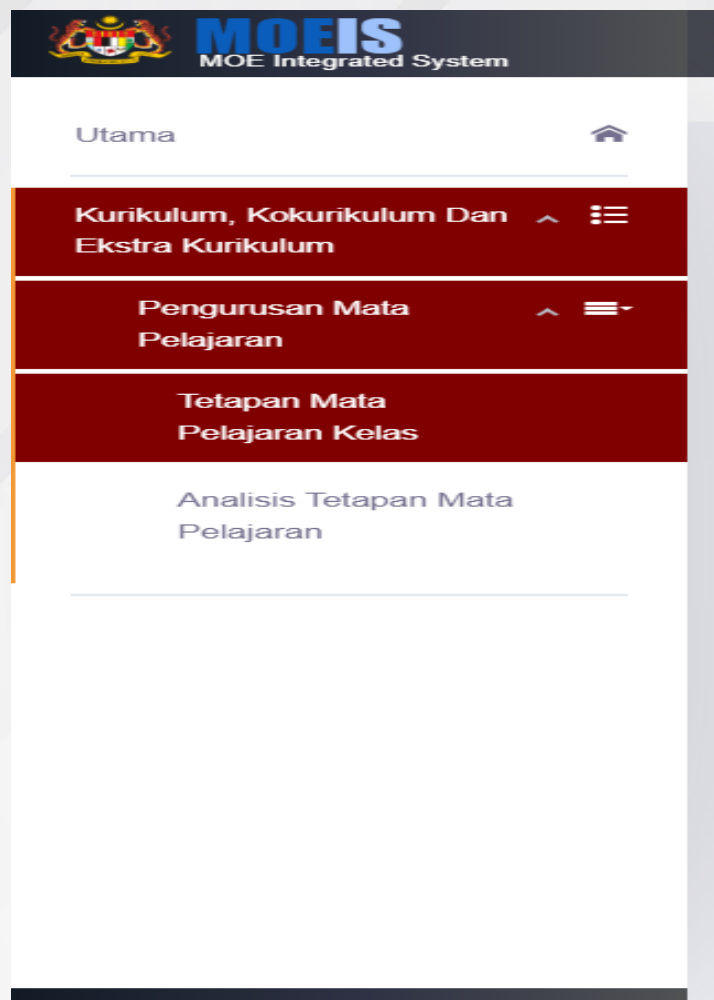 MOEIS
MOE Integrated System
Utama
Kurikulum, Kokurikulum Dan
Ekstra Kurikulum
Pengurusan Mata
Pelajaran
Tetapan Mata
Pelajaran Kelas
Analisis Tetapan Mata
Pelajaran